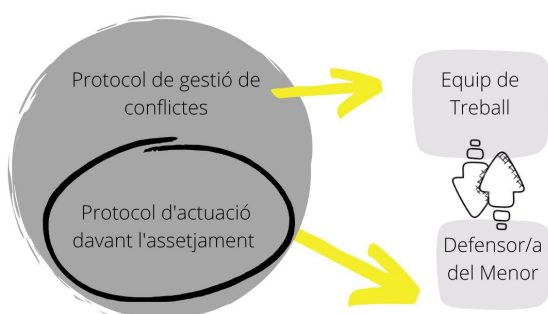 Protocol de gestió de
conflictes
Equip de
Treball
Protocol d'actuació
davant l'assetjament
Defensor/a
del Menor